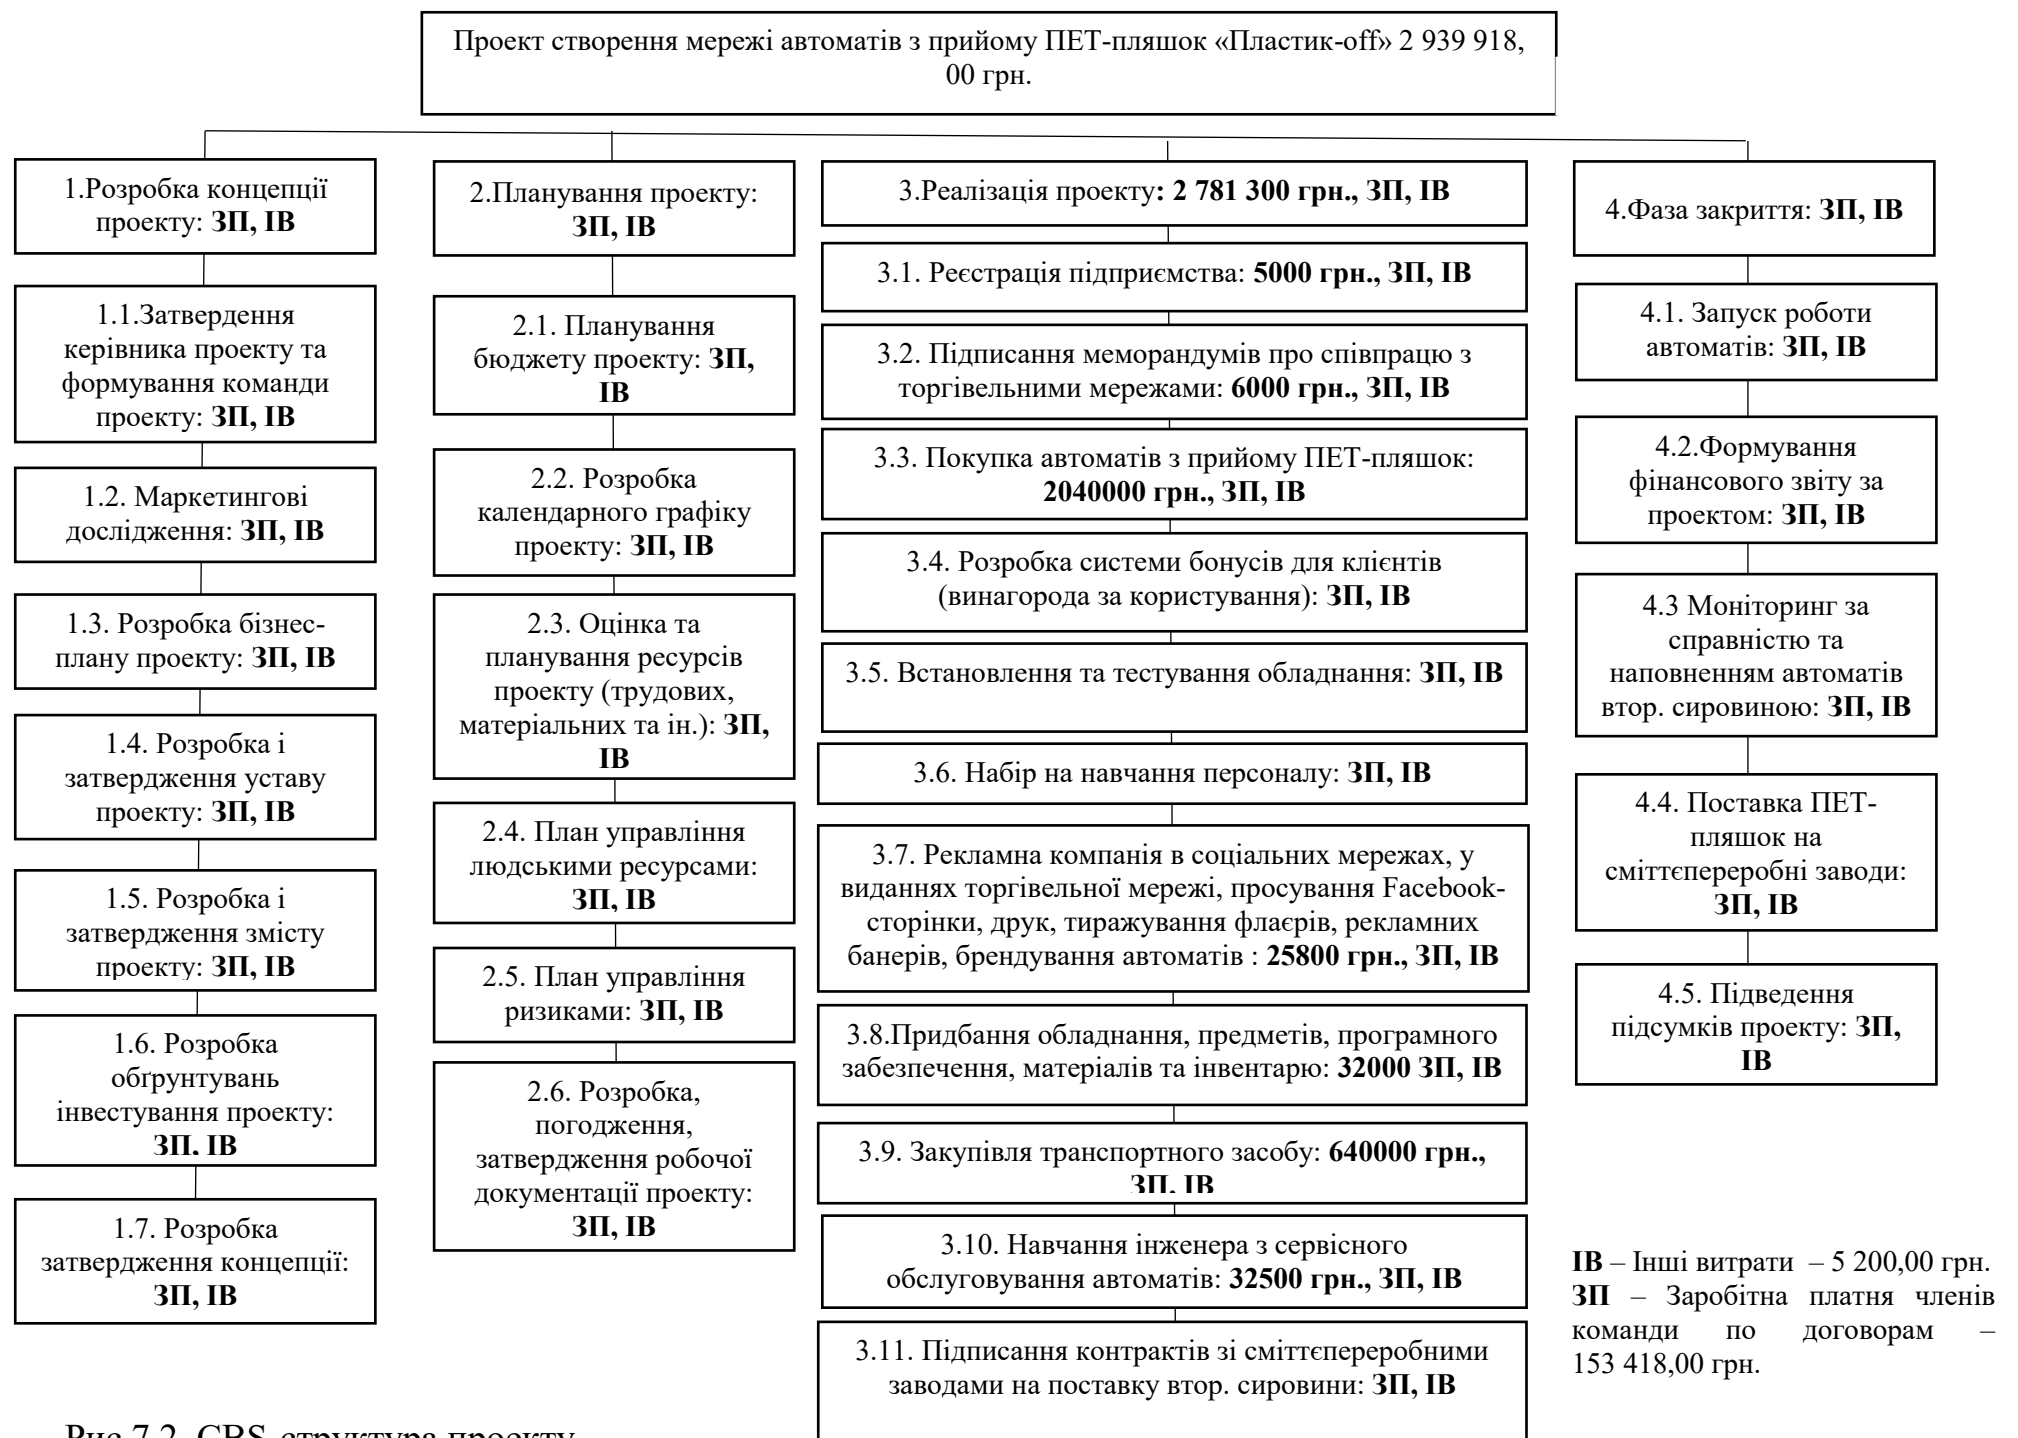 Проект створення мережі автоматів з прийому ПЕТ-пляшок «Пластик-off» 2 939 918,
00 грн.
1.Розробка концепції
проекту: ЗП, ІВ
1.1.Затвердення
керівника проекту та
формування команди
проекту: ЗП, ІВ
1.2. Маркетингові
дослідження: ЗП, ІВ
1.3. Розробка бізнес-
плану проекту: ЗП, ІВ
1.4. Розробка і
затвердження уставу
проекту: ЗП, ІВ
1.5. Розробка і
затвердження змісту
проекту: ЗП, ІВ
1.6. Розробка
обґрунтувань
інвестування проекту:
ЗП, ІВ
1.7. Розробка
затвердження концепції:
ЗП, ІВ
2.Планування проекту:
ЗП, ІВ
2.1. Планування
бюджету проекту: ЗП,
ІВ
2.2. Розробка
календарного графіку
проекту: ЗП, ІВ
2.3. Оцінка та
планування ресурсів
проекту (трудових,
матеріальних та ін.): ЗП,
ІВ
2.4. План управління
людськими ресурсами:
ЗП, ІВ
2.5. План управління
ризиками: ЗП, ІВ
2.6. Розробка,
погодження,
затвердження робочої
документації проекту:
ЗП, ІВ
3.Реалізація проекту: 2 781 300 грн., ЗП, ІВ
3.1. Реєстрація підприємства: 5000 грн., ЗП, ІВ
3.2. Підписання меморандумів про співпрацю з
торгівельними мережами: 6000 грн., ЗП, ІВ
3.3. Покупка автоматів з прийому ПЕТ-пляшок:
2040000 грн., ЗП, ІВ
3.4. Розробка системи бонусів для клієнтів
(винагорода за користування): ЗП, ІВ
3.5. Встановлення та тестування обладнання: ЗП, ІВ
3.6. Набір на навчання персоналу: ЗП, ІВ
3.7. Рекламна компанія в соціальних мережах, у
виданнях торгівельної мережі, просування Facebook-
сторінки, друк, тиражування флаєрів, рекламних
банерів, брендування автоматів : 25800 грн., ЗП, ІВ
3.8.Придбання обладнання, предметів, програмного
забезпечення, матеріалів та інвентарю: 32000 ЗП, ІВ
3.9. Закупівля транспортного засобу: 640000 грн.,
ЗП, ІВ
3.10. Навчання інженера з сервісного
обслуговування автоматів: 32500 грн., ЗП, ІВ
3.11. Підписання контрактів зі сміттєпереробними
заводами на поставку втор. сировини: ЗП, ІВ
4.Фаза закриття: ЗП, ІВ
4.1. Запуск роботи
автоматів: ЗП, ІВ
4.2.Формування
фінансового звіту за
проектом: ЗП, ІВ
4.3 Моніторинг за
справністю та
наповненням автоматів
втор. сировиною: ЗП, ІВ
4.4. Поставка ПЕТ-
пляшок на
сміттєпереробні заводи:
ЗП, ІВ
4.5. Підведення
підсумків проекту: ЗП,
ІВ
ІВ – Інші витрати – 5 200,00 грн.
ЗП – Заробітна платня членів
команди по договорам –
153 418,00 грн.
Рис.7.2. CBS-структура проекту